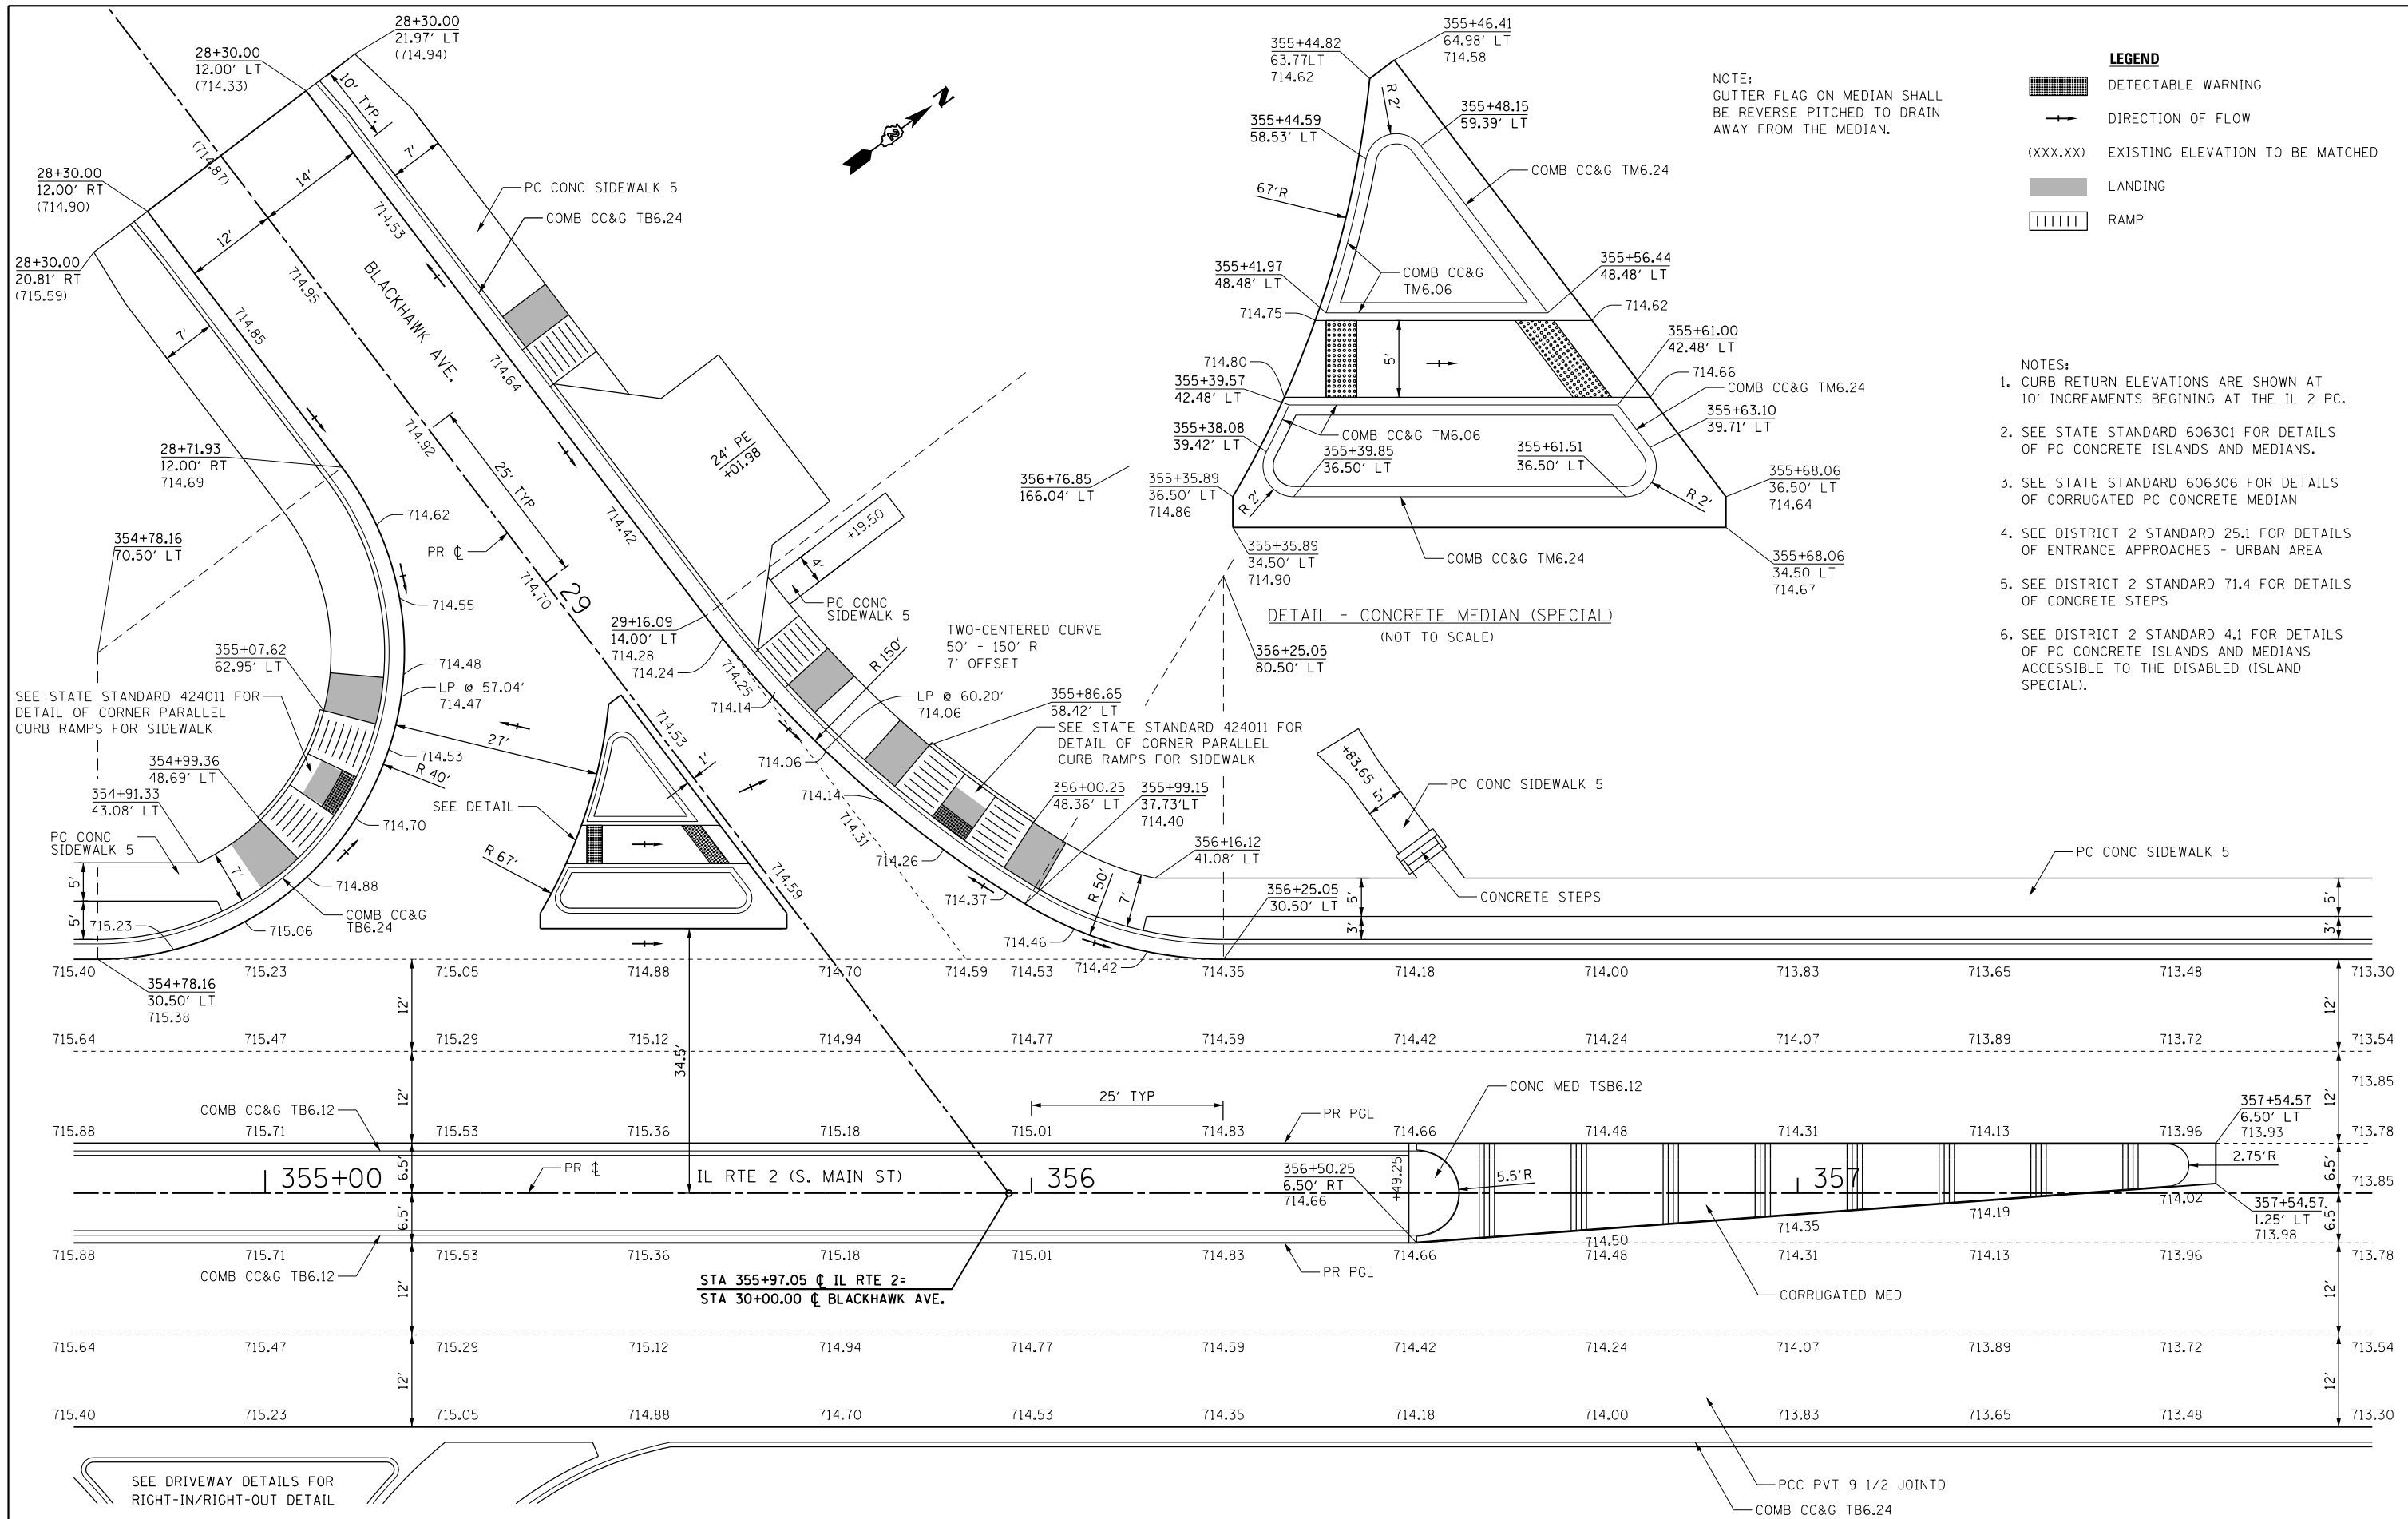 28+30.00
21.97' LT
(714.94)
28+30.00
12.00' LT
(714.33)
28+30.00
12.00' RT
(714.90)
28+30.00
20.81' RT
(715.59)
(714.87)
10' TYP.
7'
14'
12'
7'
PC CONC SIDEWALK 5
COMB CC&G TB6.24
BLACKHAWK AVE.
714.53
714.95
714.85
714.64
714.92
714.42
25' TYP
PR ℄
714.70
29
24' PE
+01.98
+19.50
4'
PC CONC
SIDEWALK 5
N
2
28+71.93
12.00' RT
714.69
714.62
714.55
714.48
LP @ 57.04'
714.47
714.53
R 40'
714.70
714.88
715.06
715.23
354+78.16
70.50' LT
355+07.62
62.95' LT
SEE STATE STANDARD 424011 FOR
DETAIL OF CORNER PARALLEL
CURB RAMPS FOR SIDEWALK
354+99.36
48.69' LT
354+91.33
43.08' LT
PC CONC
SIDEWALK 5
5'
5'
7'
COMB CC&G
TB6.24
354+78.16
30.50' LT
715.38
27'
SEE DETAIL
R 67'
34.5'
1'
714.53
714.59
29+16.09
14.00' LT
714.28
714.24
714.25
714.14
714.06
714.14
714.31
714.26
714.37
714.46
714.42
TWO-CENTERED CURVE
50' - 150' R
7' OFFSET
R 150'
LP @ 60.20'
714.06
355+86.65
58.42' LT
SEE STATE STANDARD 424011 FOR
DETAIL OF CORNER PARALLEL
CURB RAMPS FOR SIDEWALK
356+00.25
48.36' LT
355+99.15
37.73'LT
714.40
356+16.12
41.08' LT
R 50'
7'
356+25.05
30.50' LT
5'
3'
356+76.85
166.04' LT
356+25.05
80.50' LT
+83.65
5'
PC CONC SIDEWALK 5
CONCRETE STEPS
PC CONC SIDEWALK 5
5'
3'
355+44.82
63.77LT
714.62
355+46.41
64.98' LT
714.58
355+44.59
58.53' LT
R 2'
355+48.15
59.39' LT
67'R
COMB CC&G TM6.24
355+41.97
48.48' LT
COMB CC&G
TM6.06
355+56.44
48.48' LT
714.75
714.62
5'
714.80
355+61.00
42.48' LT
714.66
COMB CC&G TM6.24
355+39.57
42.48' LT
355+38.08
39.42' LT
COMB CC&G TM6.06
355+39.85
36.50' LT
355+61.51
36.50' LT
355+63.10
39.71' LT
355+35.89
36.50' LT
714.86
R 2'
R 2'
355+68.06
36.50' LT
714.64
355+35.89
34.50' LT
714.90
COMB CC&G TM6.24
355+68.06
34.50 LT
714.67
DETAIL - CONCRETE MEDIAN (SPECIAL)
(NOT TO SCALE)
NOTE:
GUTTER FLAG ON MEDIAN SHALL
BE REVERSE PITCHED TO DRAIN
AWAY FROM THE MEDIAN.
LEGEND
DETECTABLE WARNING
DIRECTION OF FLOW
(XXX.XX) EXISTING ELEVATION TO BE MATCHED
LANDING
RAMP
NOTES:
1. CURB RETURN ELEVATIONS ARE SHOWN AT
10' INCREAMENTS BEGINING AT THE IL 2 PC.
2. SEE STATE STANDARD 606301 FOR DETAILS
OF PC CONCRETE ISLANDS AND MEDIANS.
3. SEE STATE STANDARD 606306 FOR DETAILS
OF CORRUGATED PC CONCRETE MEDIAN
4. SEE DISTRICT 2 STANDARD 25.1 FOR DETAILS
OF ENTRANCE APPROACHES - URBAN AREA
5. SEE DISTRICT 2 STANDARD 71.4 FOR DETAILS
OF CONCRETE STEPS
6. SEE DISTRICT 2 STANDARD 4.1 FOR DETAILS
OF PC CONCRETE ISLANDS AND MEDIANS
ACCESSIBLE TO THE DISABLED (ISLAND
SPECIAL).
715.40 715.23 715.05 714.88 714.70 714.59 714.53 714.35 714.18 714.00 713.83 713.65 713.48 713.30
12' 12'
715.64 715.47 715.29 715.12 714.94 714.77 714.59 714.42 714.24 714.07 713.89 713.72 713.54
12' 12'
713.85
COMB CC&G TB6.12
25' TYP
PR PGL
CONC MED TSB6.12
357+54.57
6.50' LT
713.93
715.88 715.71 715.53 715.36 715.18 715.01 714.83 714.66 714.48 714.31 714.13 713.96 713.78
355+00
6.5'
PR ℄
IL RTE 2 (S. MAIN ST)
356
356+50.25
6.50' RT
714.66
+49.25
5.5'R
357
2.75'R
6.5'
713.85
6.5'
714.50
714.35
714.19
714.02
357+54.57
1.25' LT
713.98
6.5'
715.88 715.71 715.53 715.36 715.18 715.01 714.83 714.66 714.48 714.31 714.13 713.96 713.78
COMB CC&G TB6.12
STA 355+97.05 ℄ IL RTE 2=
STA 30+00.00 ℄ BLACKHAWK AVE.
PR PGL
CORRUGATED MED
12' 12'
715.64 715.47 715.29 715.12 714.94 714.77 714.59 714.42 714.24 714.07 713.89 713.72 713.54
12' 12'
715.40 715.23 715.05 714.88 714.70 714.53 714.35 714.18 714.00 713.83 713.65 713.48 713.30
SEE DRIVEWAY DETAILS FOR
RIGHT-IN/RIGHT-OUT DETAIL
PCC PVT 9 1/2 JOINTD
COMB CC&G TB6.24